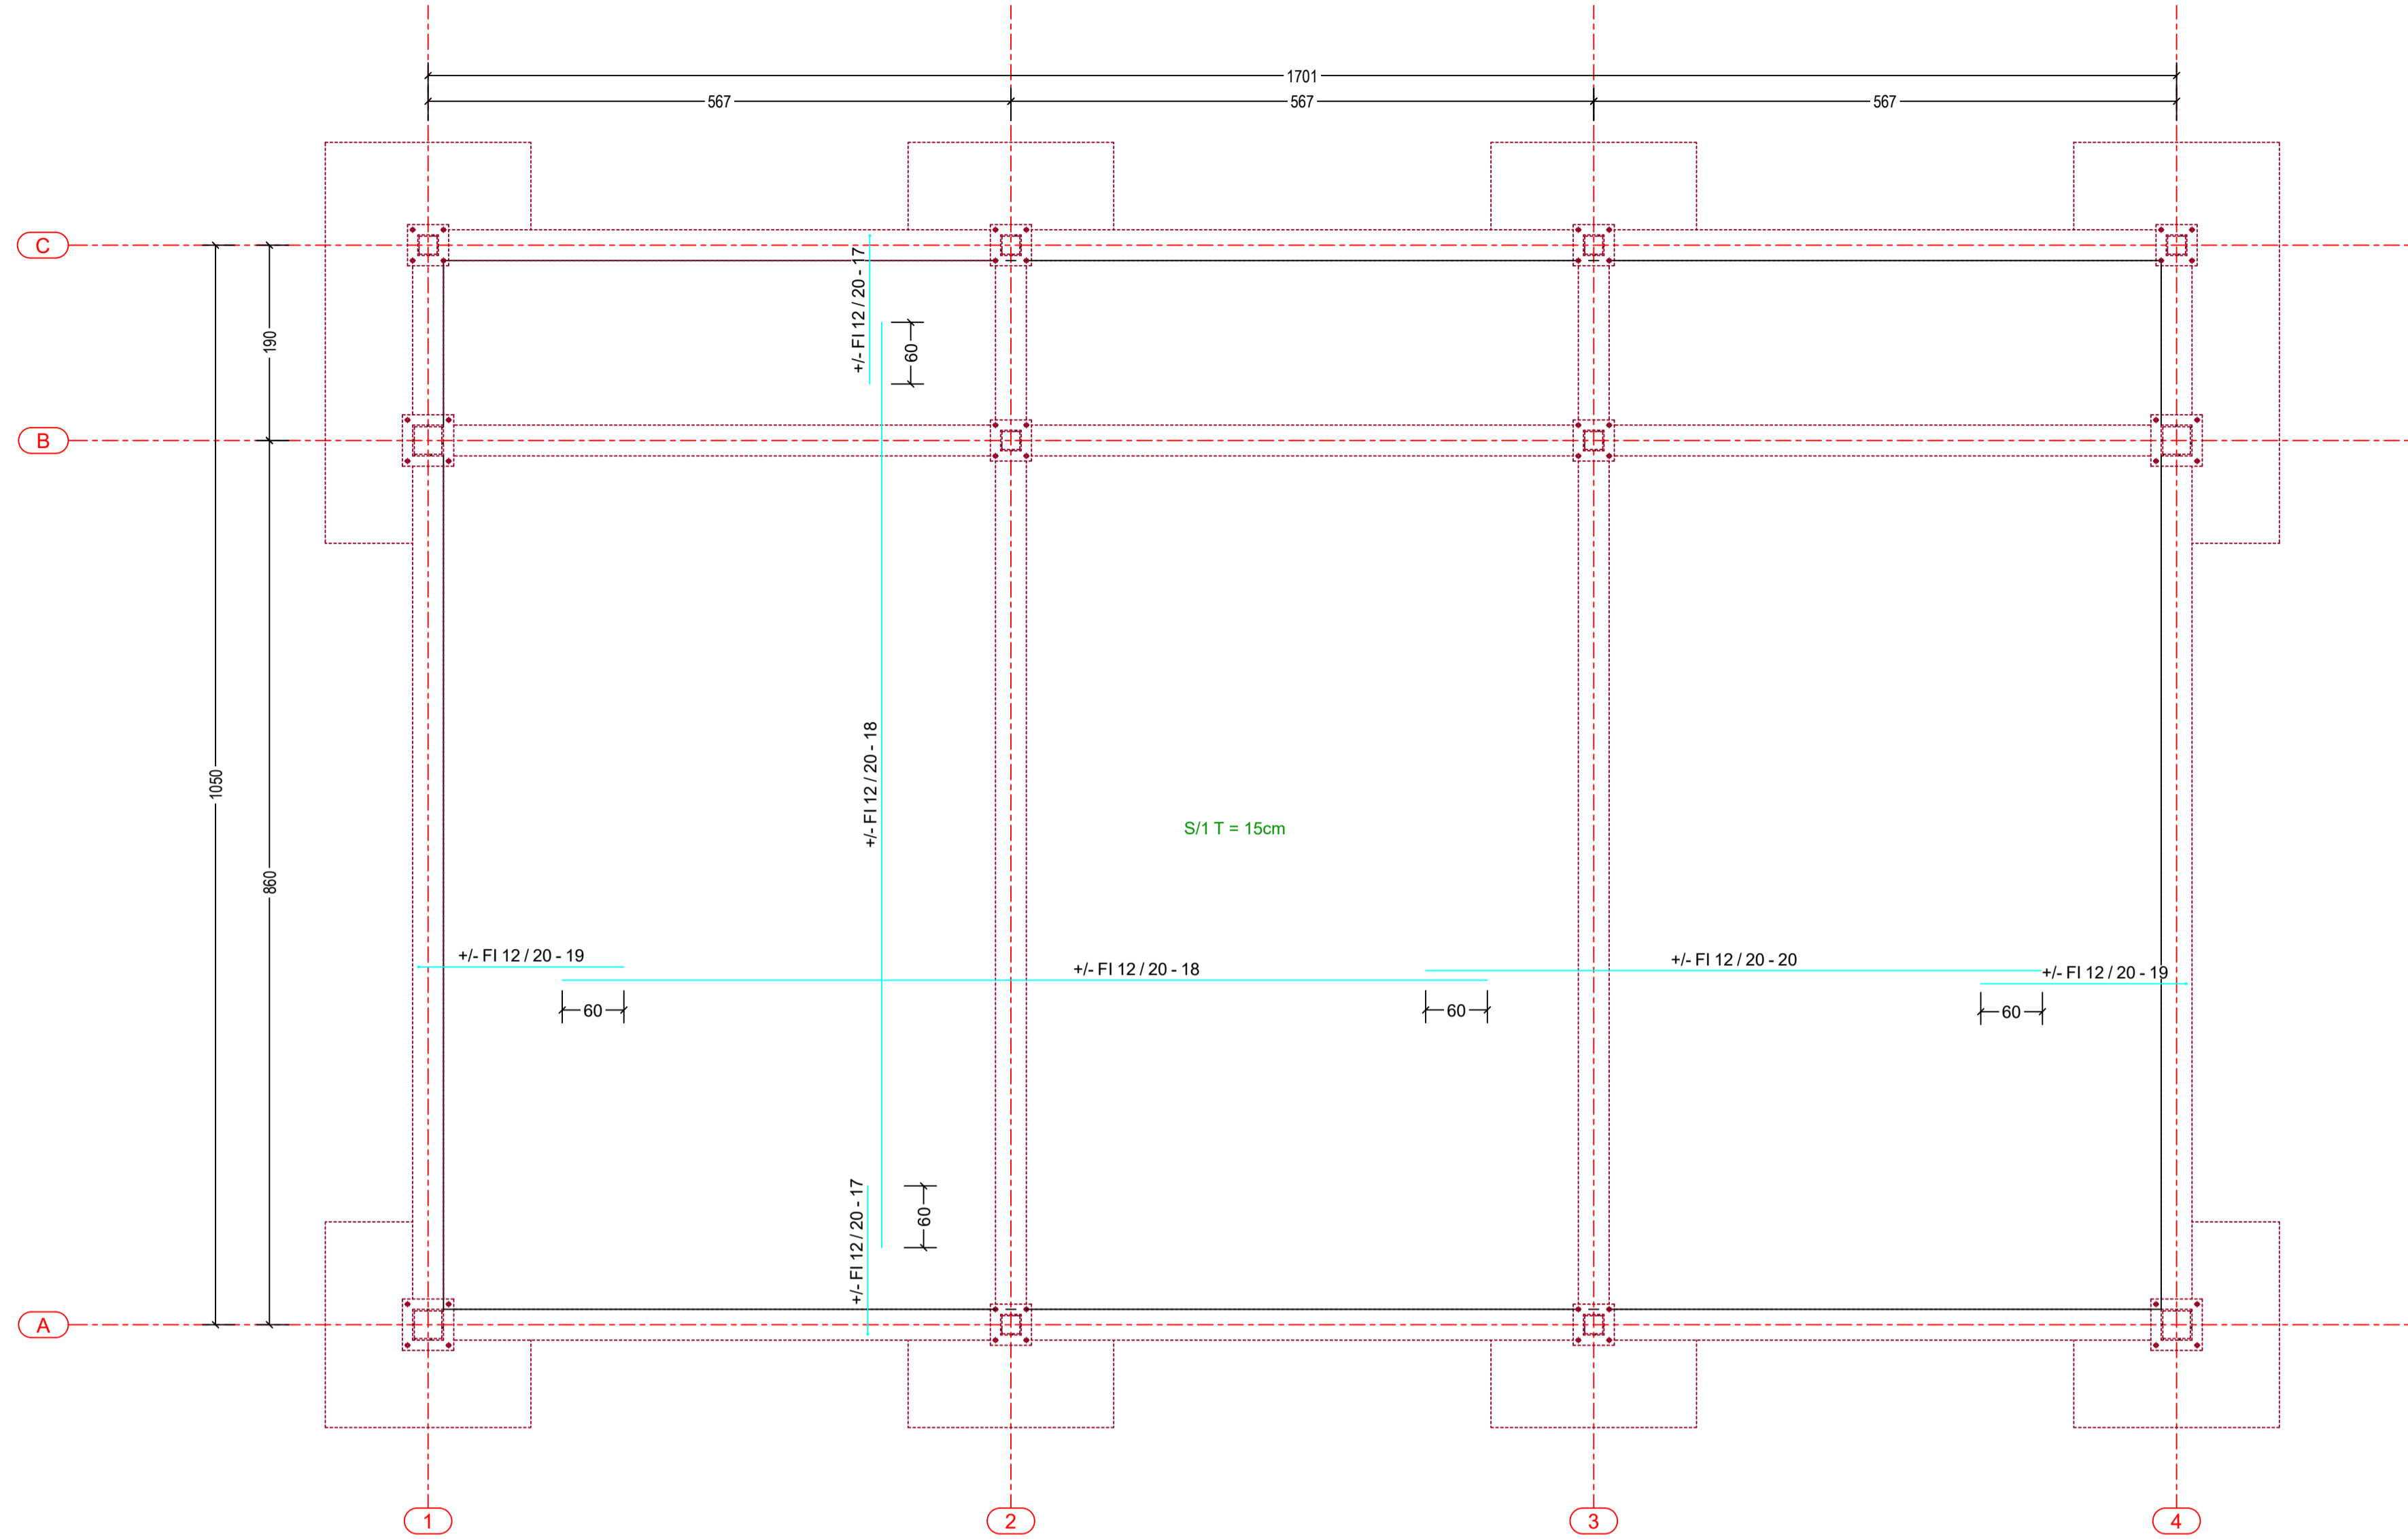 1701
567
567
567
C
+/- FI 12 / 20 - 17
190
60
B
+/- FI 12 / 20 - 18
1050
S/1 T = 15cm
860
+/- FI 12 / 20 - 19
+/- FI 12 / 20 - 18
+/- FI 12 / 20 - 20
+/- FI 12 / 20 - 19
60
60
60
+/- FI 12 / 20 - 17
60
A
1
2
3
4